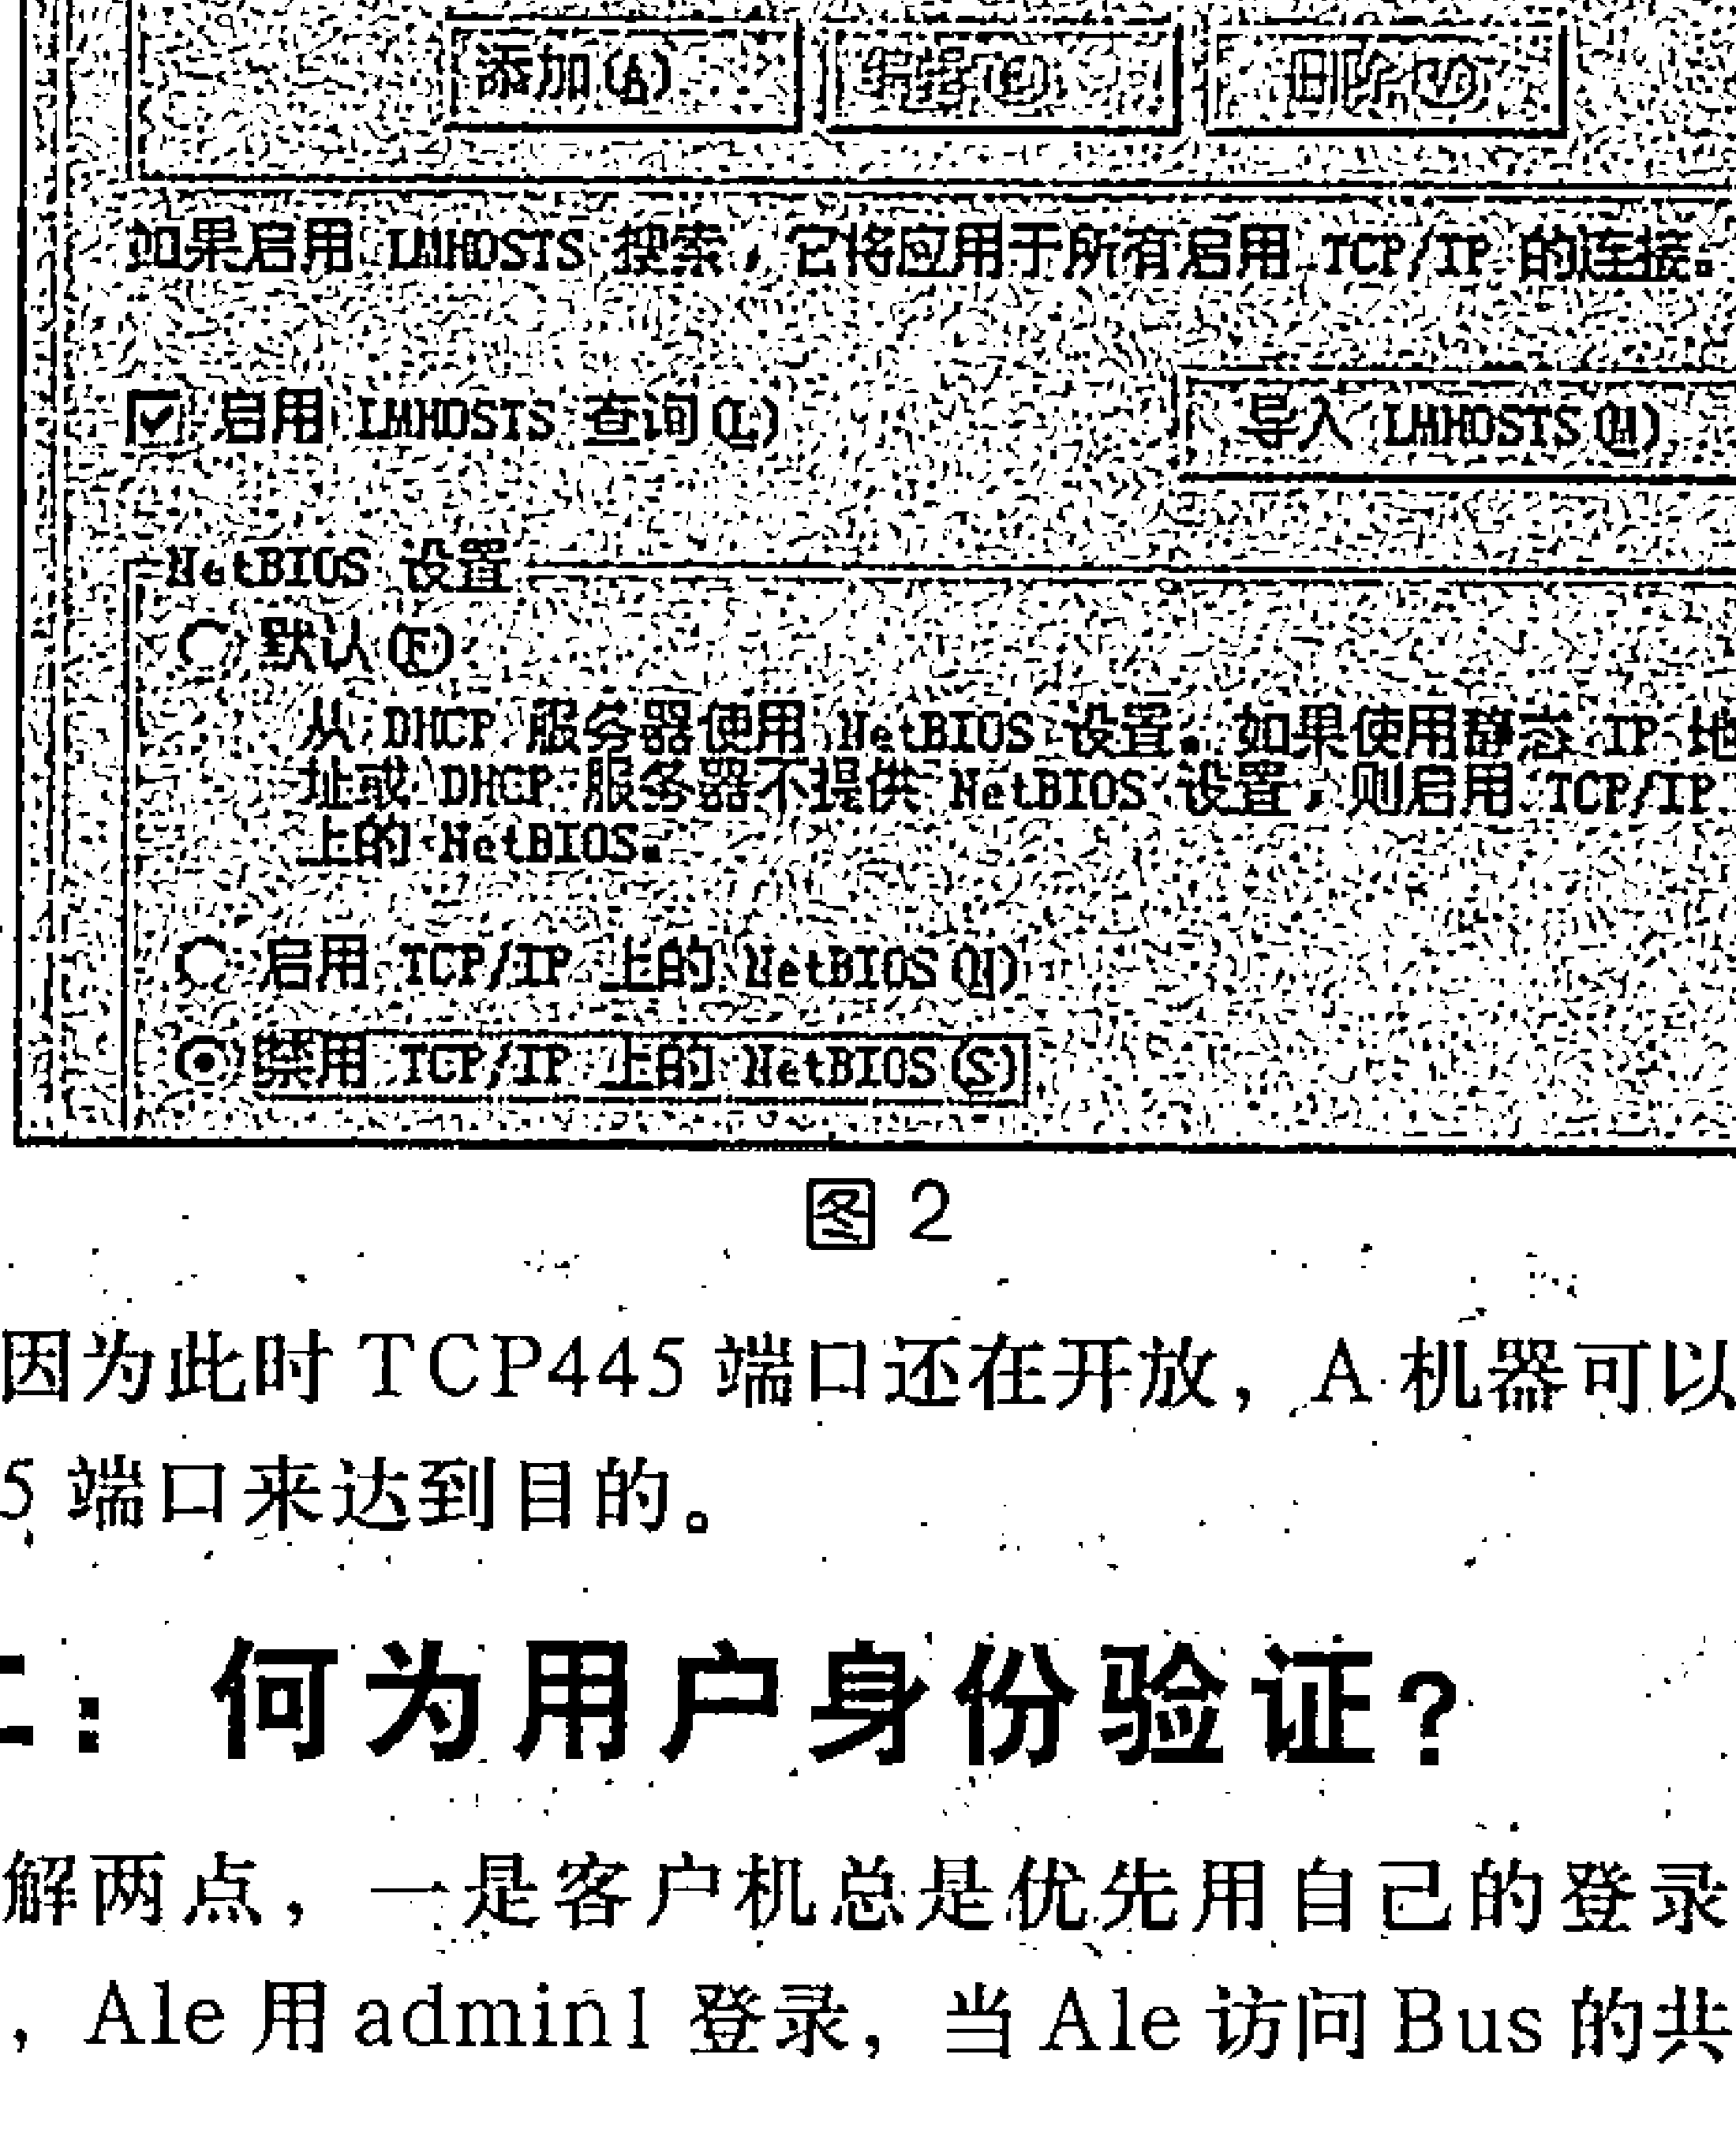 添加(A) 编辑(E) 删除(V)
如果启用 LMHOSTS 搜索，它将应用于所有启用 TCP/IP 的连接。
启用 LMHOSTS 查询(L) 导入 LMHOSTS(M)
NetBIOS 设置
默认(F)
从 DHCP 服务器使用 NetBIOS 设置。如果使用静态 IP 地
址或 DHCP 服务器不提供 NetBIOS 设置，则启用 TCP/IP
上的 NetBIOS。
启用 TCP/IP 上的 NetBIOS(N)
禁用 TCP/IP 上的 NetBIOS(S)
图 2
因为此时 TCP445 端口还在开放，A 机器可以
5 端口来达到目的。
：何为用户身份验证？
解两点，一是客户机总是优先用自己的登录
，Ale 用 admin1 登录，当 Ale 访问 Bus 的共